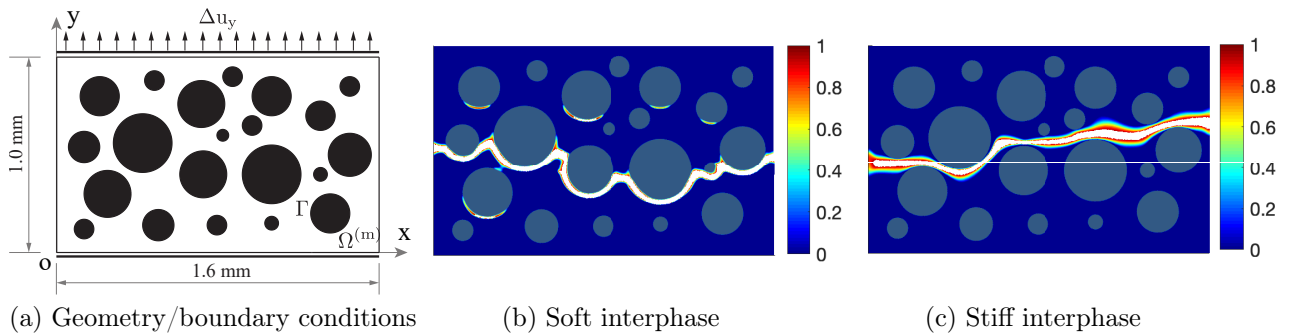 y
Δu_y
1.0 mm
Γ
Ω^(m)
x
o
1.6 mm
1
0.8
0.6
0.4
0.2
0
1
0.8
0.6
0.4
0.2
0
(a) Geometry/boundary conditions
(b) Soft interphase
(c) Stiff interphase